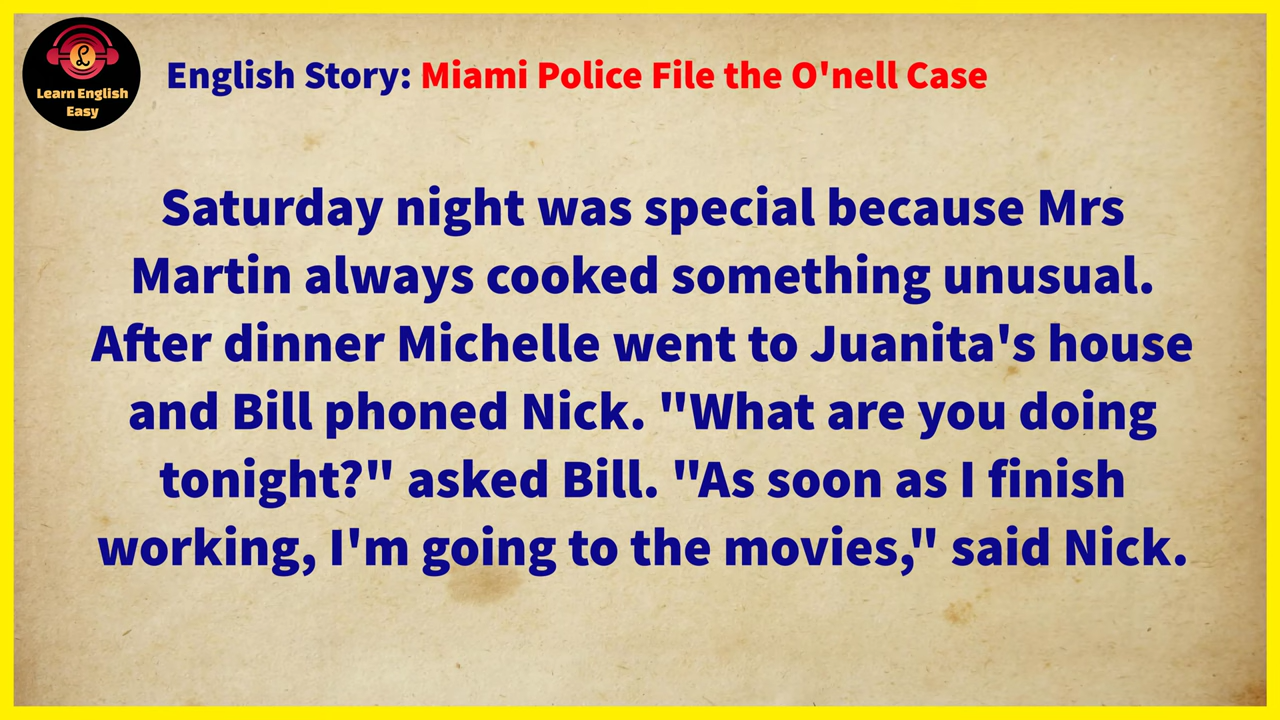 Learn English
Easy
English Story: Miami Police File the O'nell Case
Saturday night was special because Mrs
Martin always cooked something unusual.
After dinner Michelle went to Juanita's house
and Bill phoned Nick. "What are you doing
tonight?" asked Bill. "As soon as I finish
working, I'm going to the movies," said Nick.